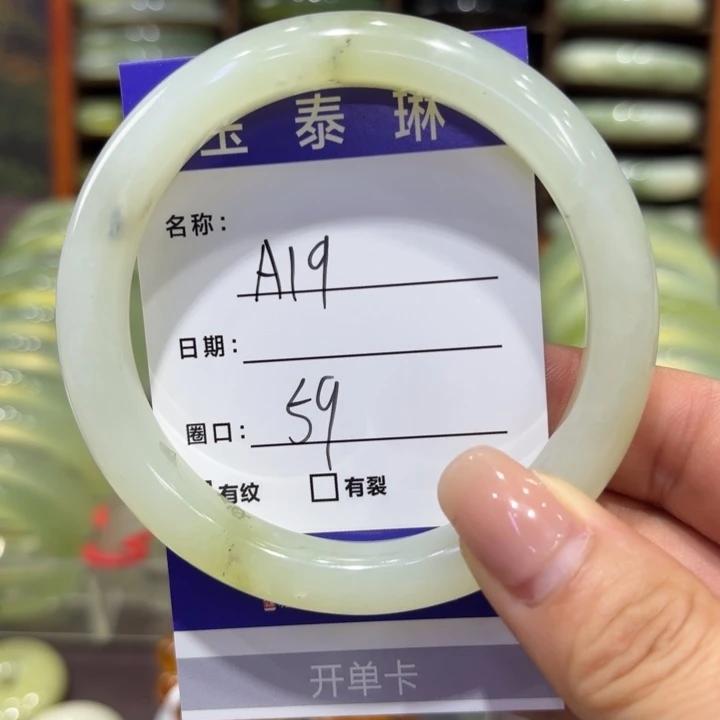 玉泰琳
名称: A19
日期:
圈口: 59
有纹 有裂
开单卡